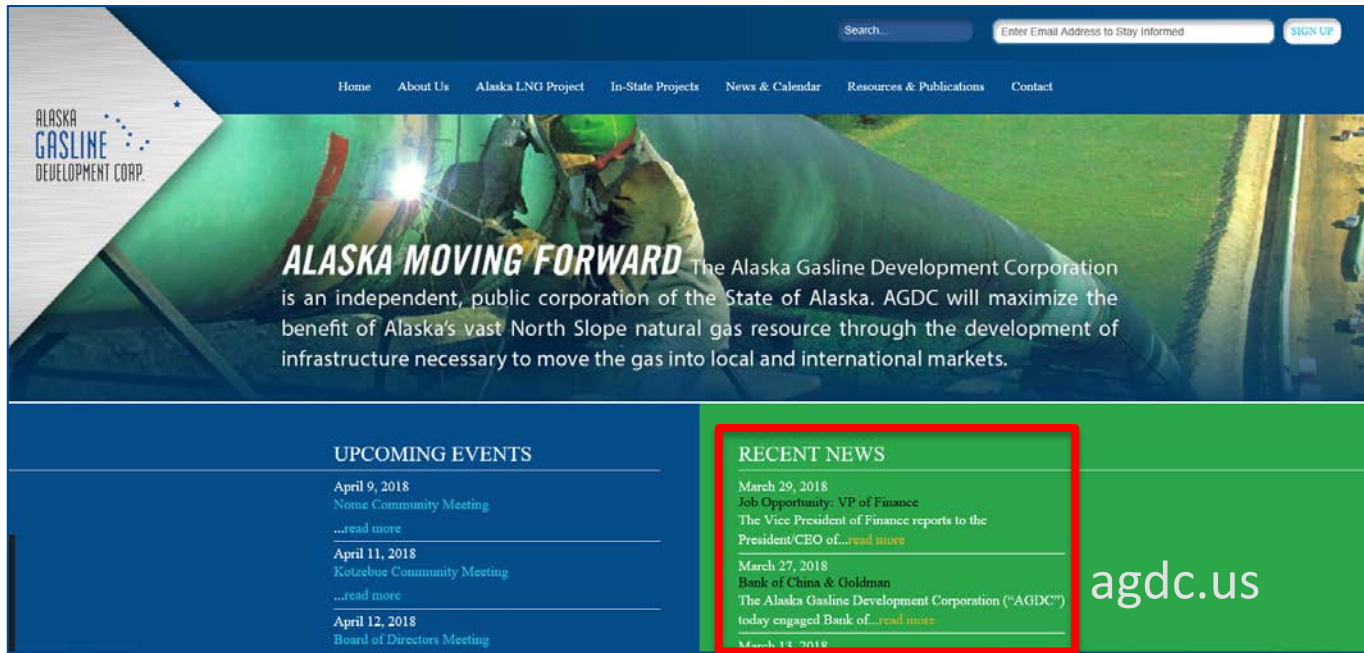 Search...
Enter Email Address to Stay Informed
SIGN UP
Home About Us Alaska LNG Project In-State Projects News & Calendar Resources & Publications Contact
ALASKA
GASLINE
DEVELOPMENT CORP.
ALASKA MOVING FORWARD The Alaska Gasline Development Corporation
is an independent, public corporation of the State of Alaska. AGDC will maximize the
benefit of Alaska's vast North Slope natural gas resource through the development of
infrastructure necessary to move the gas into local and international markets.
UPCOMING EVENTS
April 9, 2018
Nome Community Meeting
...read more
April 11, 2018
Kotzebue Community Meeting
...read more
April 12, 2018
Board of Directors Meeting
RECENT NEWS
March 29, 2018
Job Opportunity: VP of Finance
The Vice President of Finance reports to the
President/CEO of...read more
March 27, 2018
Bank of China & Goldman
The Alaska Gasline Development Corporation ("AGDC")
today engaged Bank of...read more
March 13, 2018
agdc.us